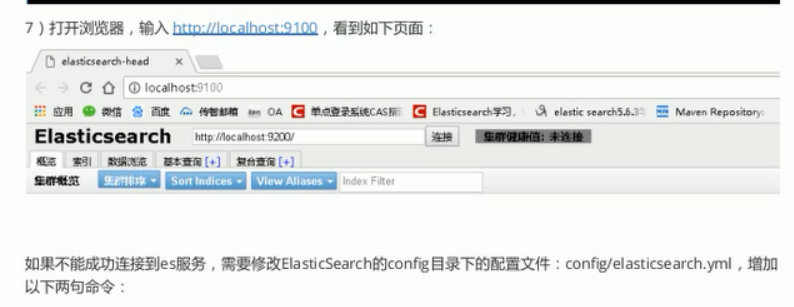 7）打开浏览器，输入 http://localhost:9100，看到如下页面：
elasticsearch-head ×
localhost:9100
应用 微信 百度 传智邮箱 OA 单点登录系统CAS Elasticsearch学习, elastic search5.6. Maven Repository:
Elasticsearch http://localhost:9200/ 连接 集群健康值: 未连接
概览 索引 数据浏览 基本查询 [+] 复合查询 [+]
集群概览 集群排序 Sort Indices View Aliases Index Filter
如果不能成功连接到es服务，需要修改ElasticSearch的config目录下的配置文件：config/elasticsearch.yml，增加
以下两句命令：